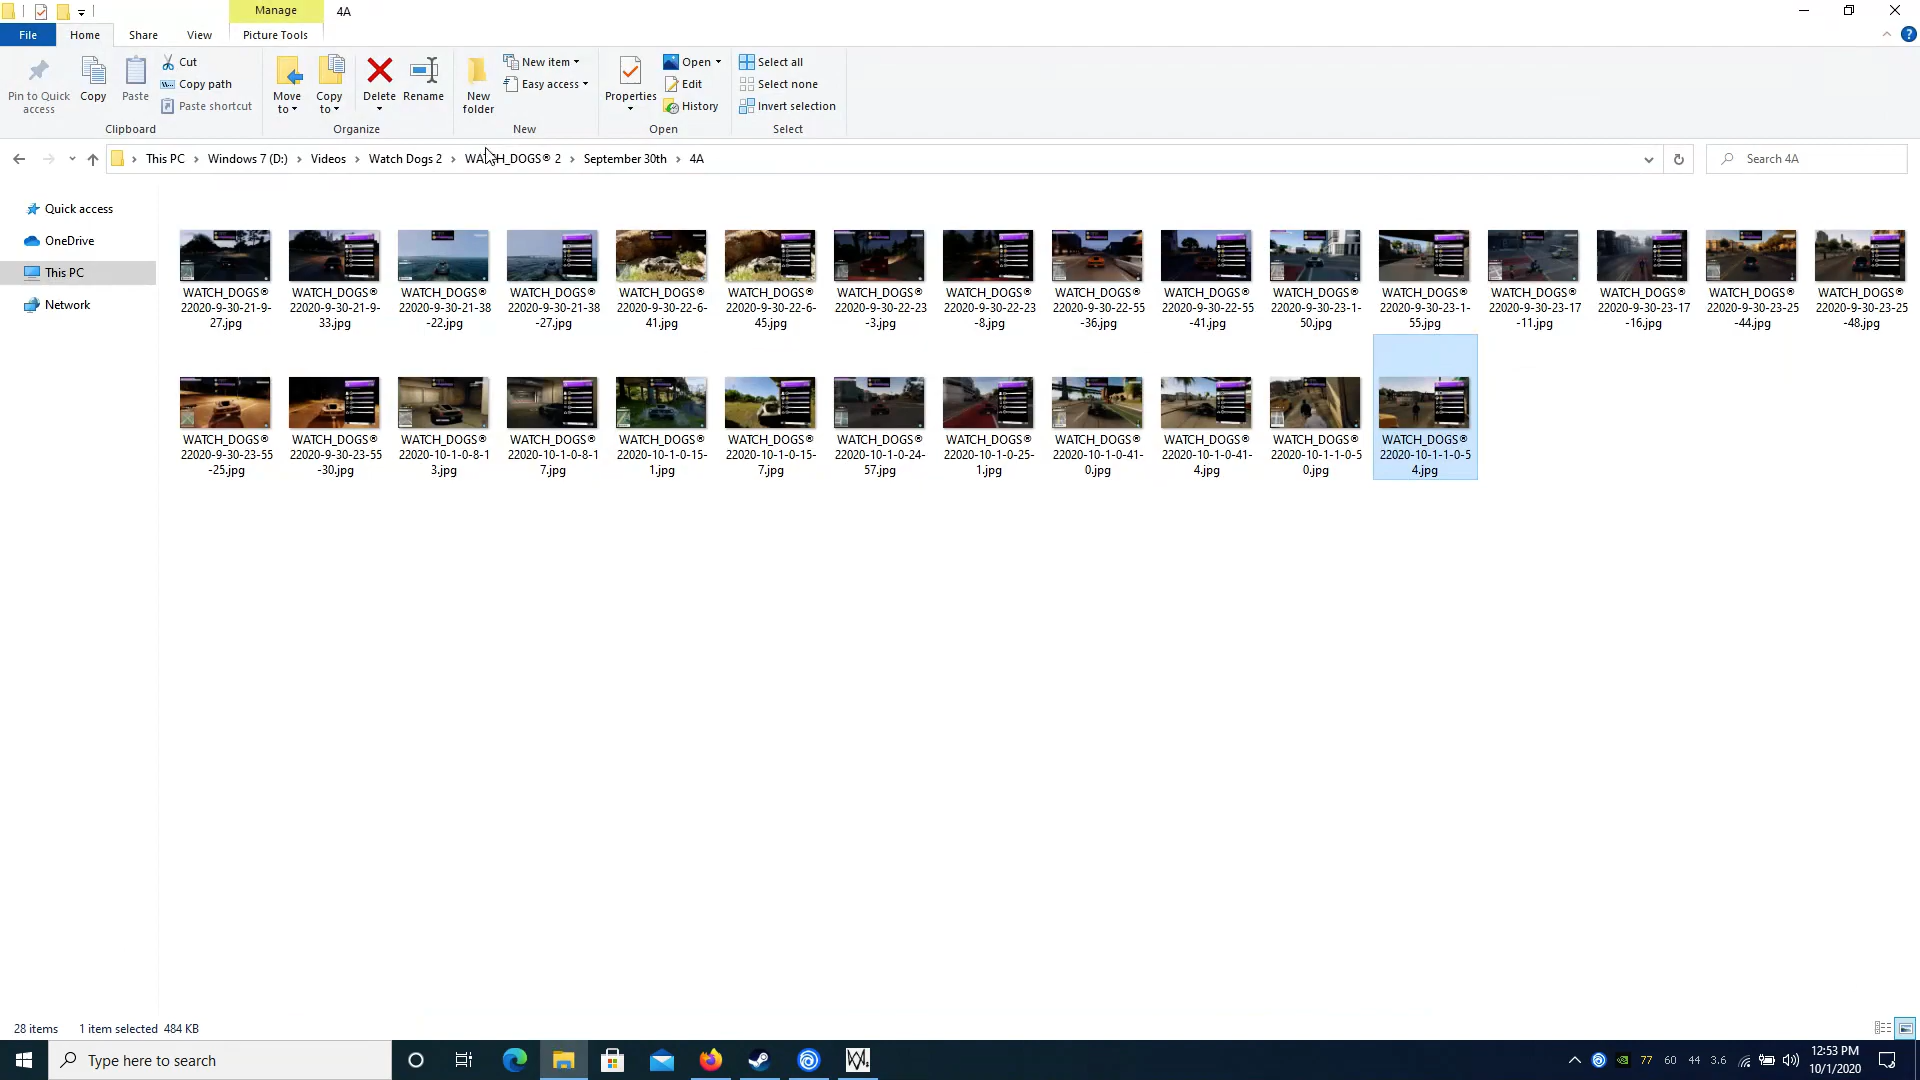 Manage
4A
File
Home
Share
View
Picture Tools
Pin to Quick access
Copy
Paste
Cut
Copy path
Paste shortcut
Clipboard
Move to
Copy to
Delete
Rename
Organize
New folder
New item
Easy access
New
Properties
Open
Edit
History
Open
Select all
Select none
Invert selection
Select
This PC
Windows 7 (D:)
Videos
Watch Dogs 2
WATCH_DOGS® 2
September 30th
4A
Search 4A
Quick access
OneDrive
This PC
Network
WATCH_DOGS® 22020-9-30-21-9-27.jpg
WATCH_DOGS® 22020-9-30-21-9-33.jpg
WATCH_DOGS® 22020-9-30-21-38-22.jpg
WATCH_DOGS® 22020-9-30-21-38-27.jpg
WATCH_DOGS® 22020-9-30-22-6-41.jpg
WATCH_DOGS® 22020-9-30-22-6-45.jpg
WATCH_DOGS® 22020-9-30-22-23-3.jpg
WATCH_DOGS® 22020-9-30-22-23-8.jpg
WATCH_DOGS® 22020-9-30-22-55-36.jpg
WATCH_DOGS® 22020-9-30-22-55-41.jpg
WATCH_DOGS® 22020-9-30-23-1-50.jpg
WATCH_DOGS® 22020-9-30-23-1-55.jpg
WATCH_DOGS® 22020-9-30-23-17-11.jpg
WATCH_DOGS® 22020-9-30-23-17-16.jpg
WATCH_DOGS® 22020-9-30-23-25-44.jpg
WATCH_DOGS® 22020-9-30-23-25-48.jpg
WATCH_DOGS® 22020-9-30-23-55-25.jpg
WATCH_DOGS® 22020-9-30-23-55-30.jpg
WATCH_DOGS® 22020-10-1-0-8-13.jpg
WATCH_DOGS® 22020-10-1-0-8-17.jpg
WATCH_DOGS® 22020-10-1-0-15-1.jpg
WATCH_DOGS® 22020-10-1-0-15-7.jpg
WATCH_DOGS® 22020-10-1-0-24-57.jpg
WATCH_DOGS® 22020-10-1-0-25-1.jpg
WATCH_DOGS® 22020-10-1-0-41-0.jpg
WATCH_DOGS® 22020-10-1-0-41-4.jpg
WATCH_DOGS® 22020-10-1-1-0-50.jpg
WATCH_DOGS® 22020-10-1-1-0-54.jpg
28 items
1 item selected 484 KB
Type here to search
77 60 44 3.6
12:53 PM
10/1/2020